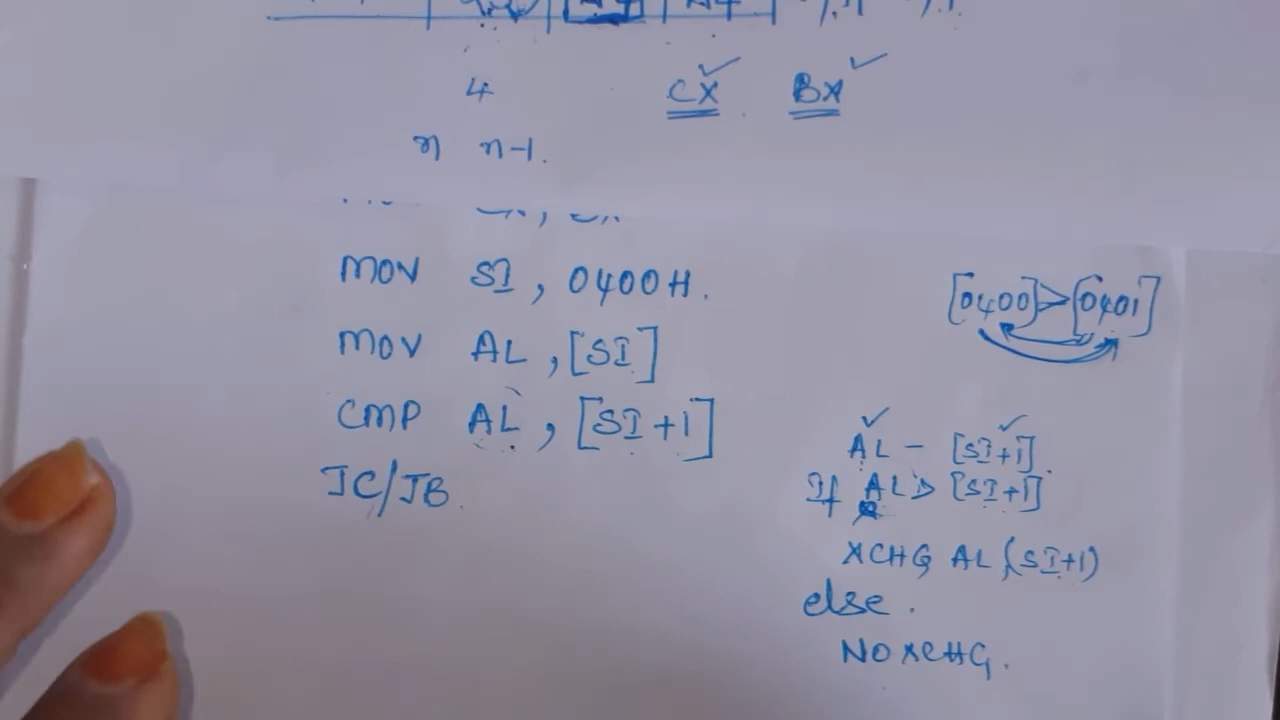 4 CX BX
n n-1.
MOV SI, 0400H.
MOV AL, [SI]
CMP AL, [SI+1]
JC/JB
[0400]>[0401]
AL - [SI+1]
If AL> [SI+1]
XCHG AL,[SI+1]
else.
NO XCHG.